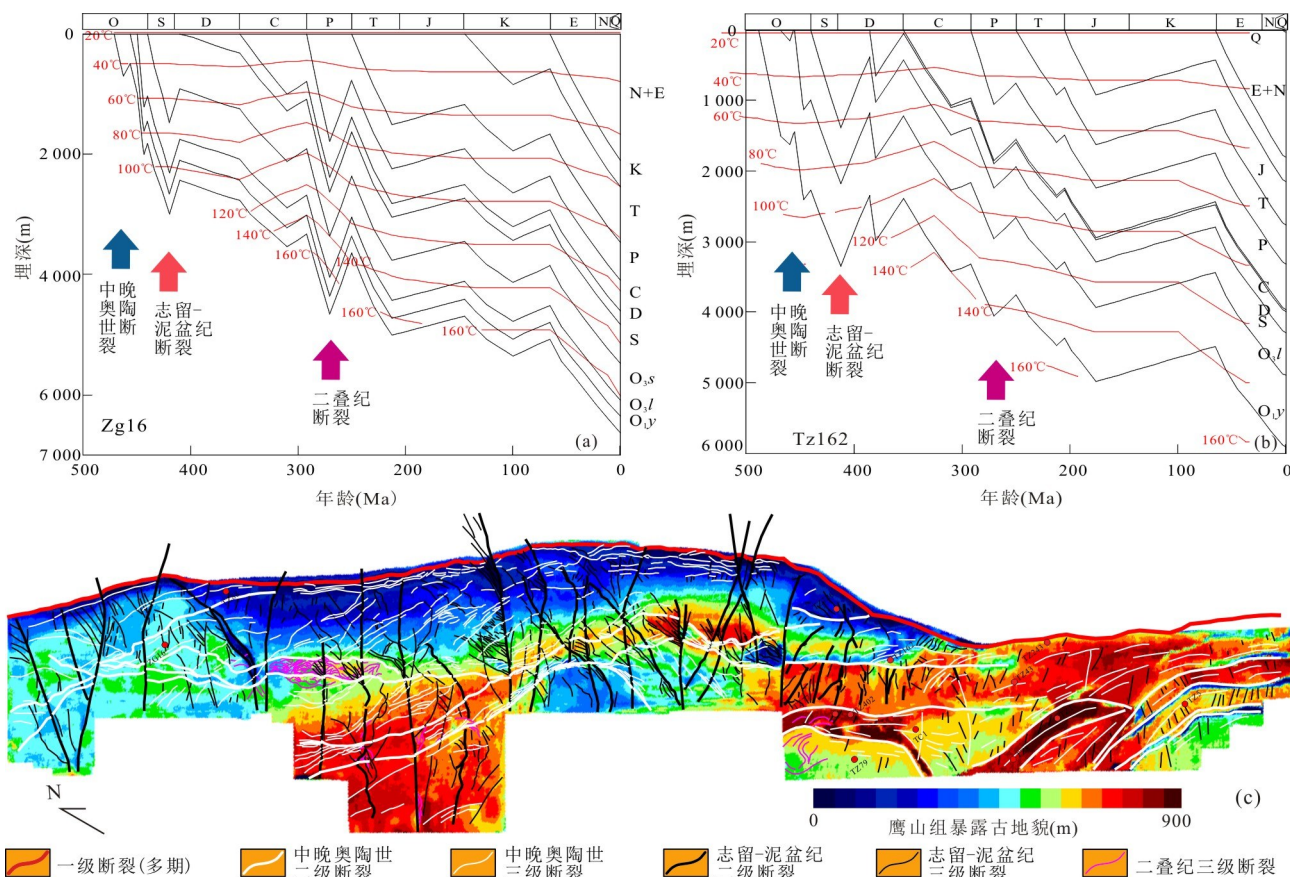 O S D C P T J K E N Q
0
20℃
40℃
60℃
80℃
100℃
120℃
140℃
160℃
140℃
160℃
160℃
2 000
4 000
6 000
7 000
埋深(m)
中晚
奥陶
世断
裂
志留-
泥盆纪
断裂
二叠纪
断裂
N+E
K
T
P
C
D
S
O₃s
O₃l
O₁y
Zg16
(a)
500 400 300 200 100 0
年龄(Ma)
O S D C P T J K E N Q
0
20℃
40℃
60℃
80℃
100℃
120℃
140℃
140℃
160℃
160℃
1 000
2 000
3 000
4 000
5 000
6 000
埋深(m)
中晚
奥陶
世断
裂
志留-
泥盆纪
断裂
二叠纪
断裂
Q
E+N
J
T
P
C
D
S
O₃l
O₁y
Tz162
(b)
500 400 300 200 100 0
年龄(Ma)
TZ79
N
(c)
0 900
鹰山组暴露古地貌(m)
一级断裂(多期)
中晚奥陶世
二级断裂
中晚奥陶世
三级断裂
志留-泥盆纪
二级断裂
志留-泥盆纪
三级断裂
二叠纪三级断裂